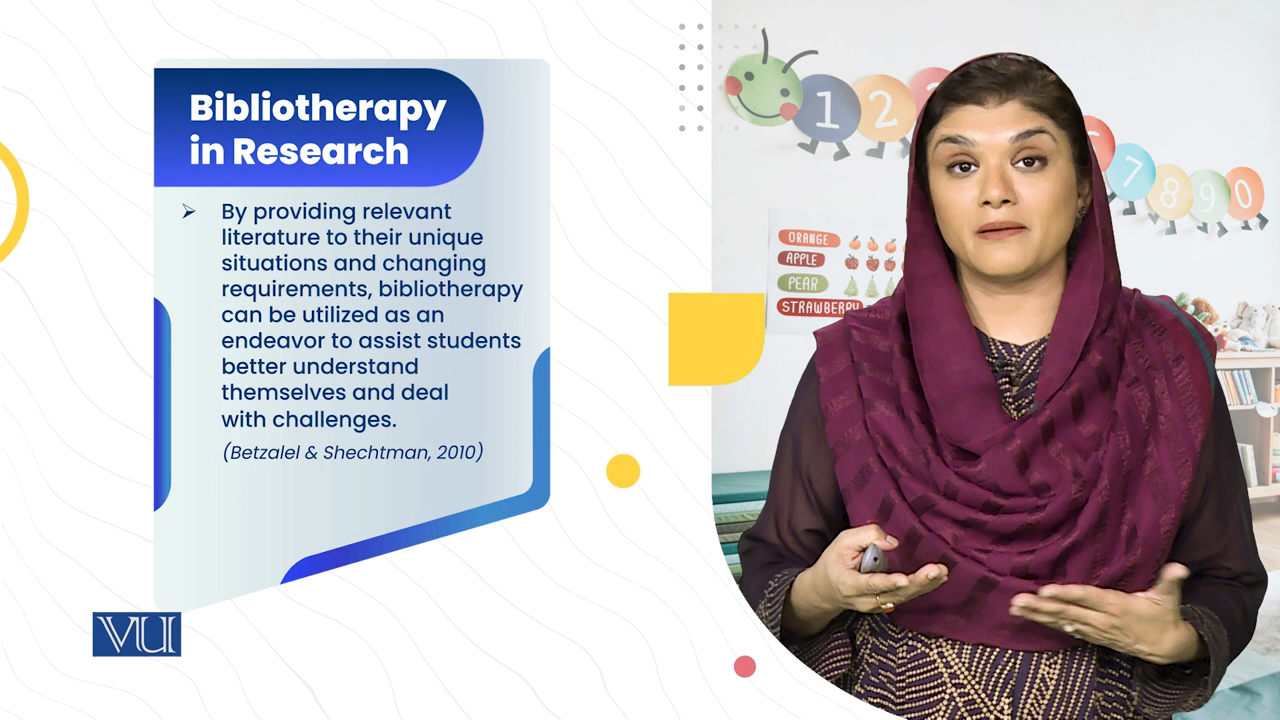 Bibliotherapy
in Research
➢ By providing relevant
literature to their unique
situations and changing
requirements, bibliotherapy
can be utilized as an
endeavor to assist students
better understand
themselves and deal
with challenges.
(Betzalel & Shechtman, 2010)
VU
1 2
7 8 9 0
ORANGE
APPLE
PEAR
STRAWBERRY